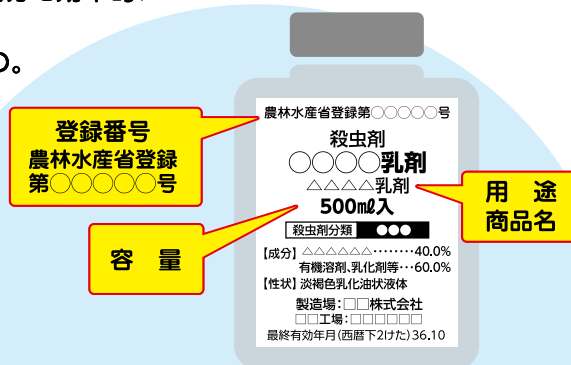 の。
登録番号
農林水産省登録
第○○○○○号
容　量
用　途
商品名
農林水産省登録第○○○○○号
殺虫剤
○○○○乳剤
△△△△乳剤
500㎖入
殺虫剤分類 ●●●
【成分】△△△△△△………40.0%
有機溶剤、乳化剤等…60.0%
【性状】淡褐色乳化油状液体
製造場：□□株式会社
□□工場：□□□□□□
最終有効年月(西暦下2けた)36.10